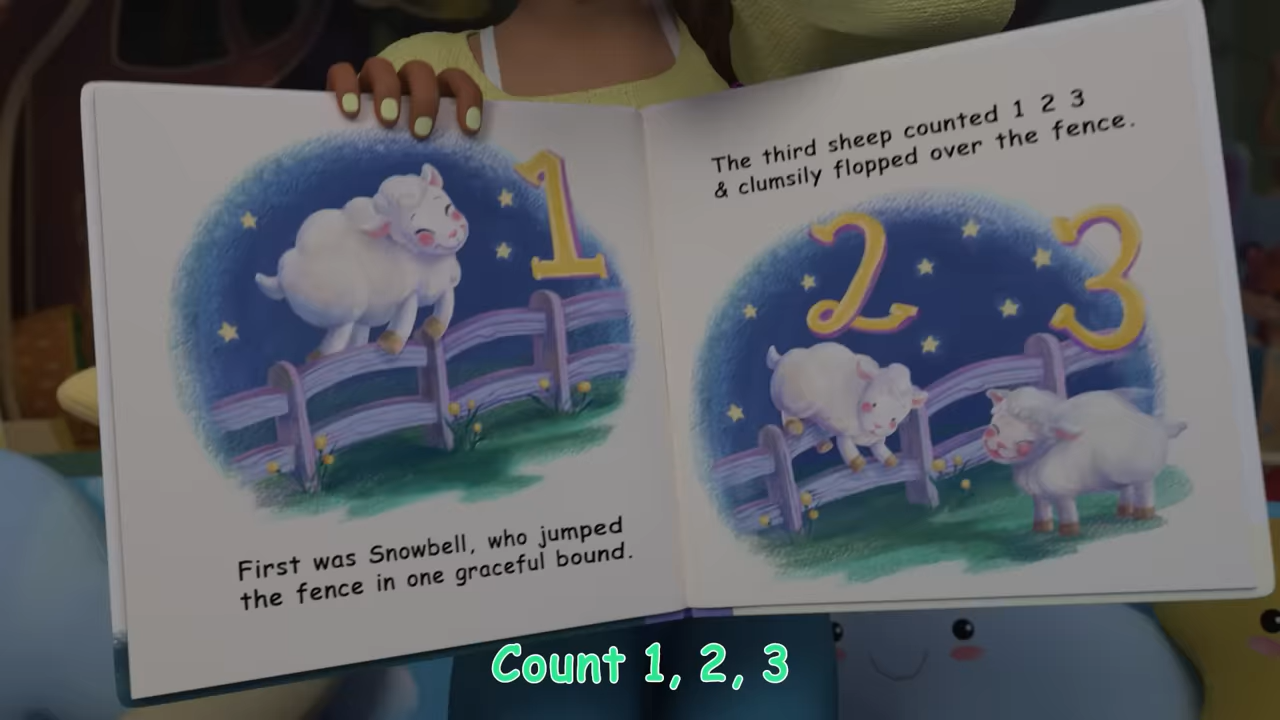 1
First was Snowbell, who jumped
the fence in one graceful bound.
The third sheep counted 1 2 3
& clumsily flopped over the fence.
2 3
Count 1, 2, 3